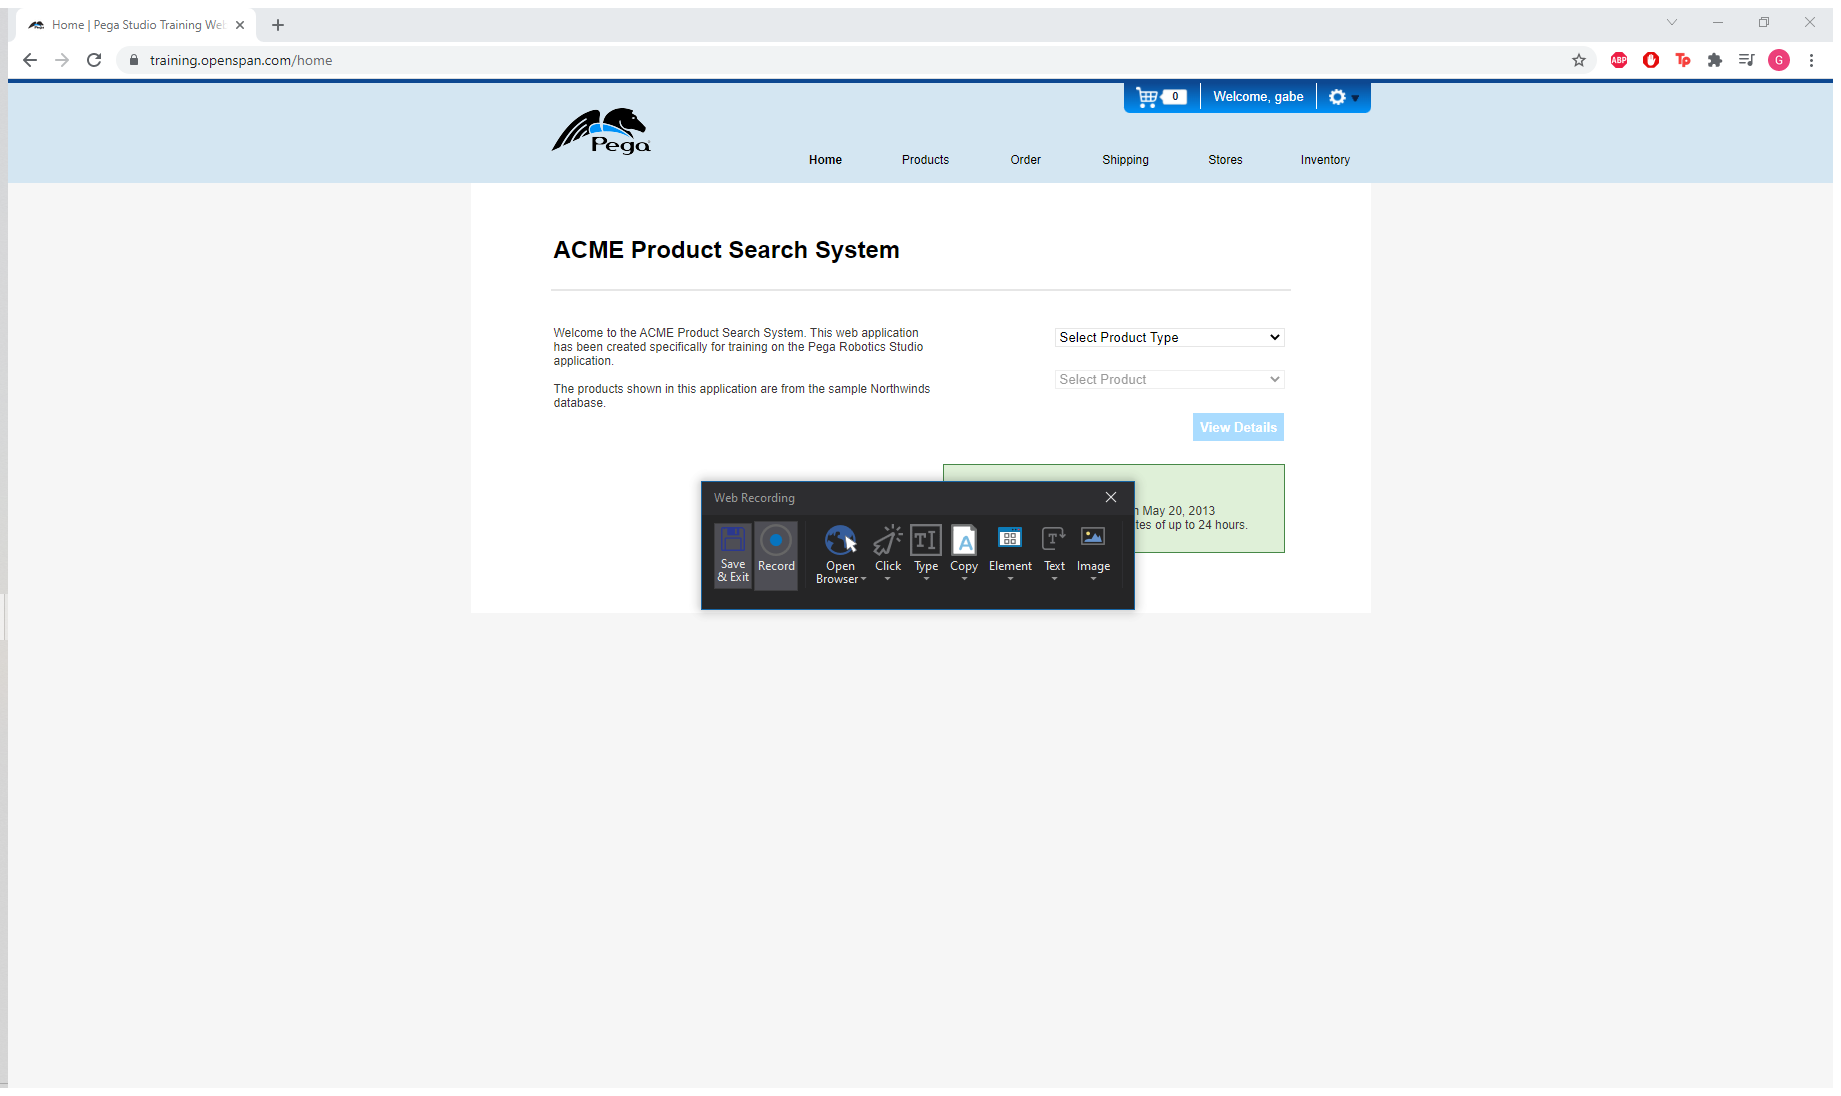 Home | Pega Studio Training Web
training.openspan.com/home
ABP
Tp
G
0
Welcome, gabe
Pega
Home
Products
Order
Shipping
Stores
Inventory
ACME Product Search System
Welcome to the ACME Product Search System. This web application
has been created specifically for training on the Pega Robotics Studio
application.
The products shown in this application are from the sample Northwinds
database.
Select Product Type
Select Product
View Details
May 20, 2013
of up to 24 hours.
Web Recording
Save
& Exit
Record
Open
Browser
Click
Type
Copy
Element
Text
Image